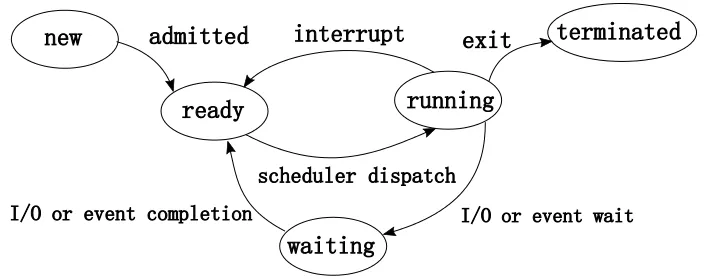 new
admitted
interrupt
exit
terminated
ready
running
scheduler dispatch
I/O or event completion
I/O or event wait
waiting